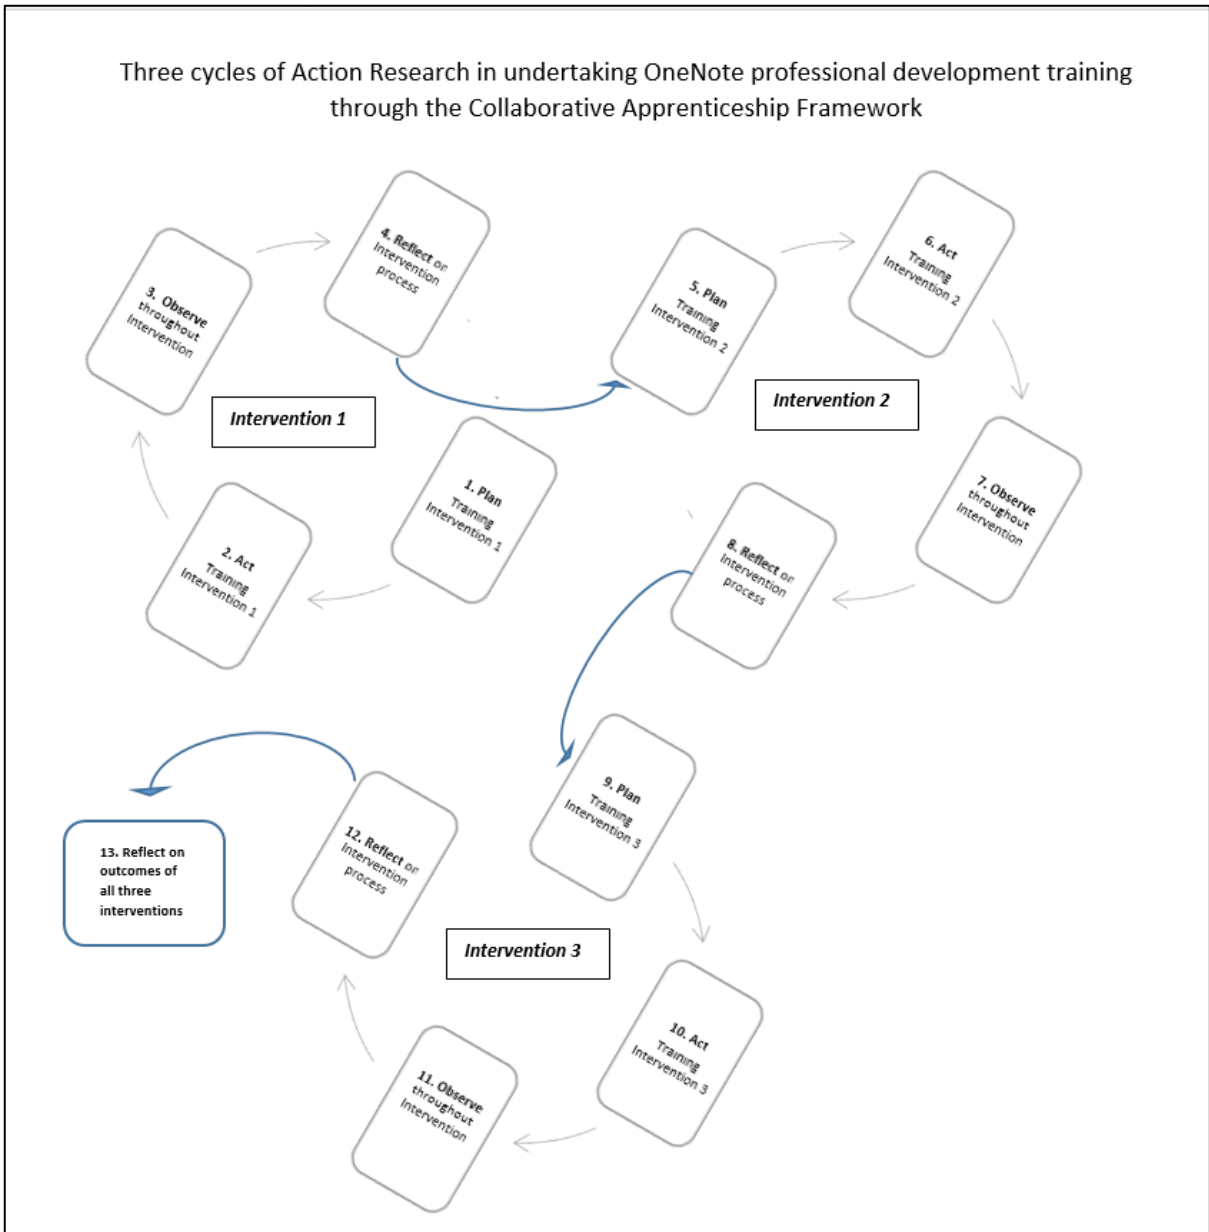 Three cycles of Action Research in undertaking OneNote professional development training
through the Collaborative Apprenticeship Framework
1. Plan
Training
Intervention 1
2. Act
Training
Intervention 1
3. Observe
throughout
Intervention
4. Reflect on
Intervention
process
Intervention 1
5. Plan
Training
Intervention 2
6. Act
Training
Intervention 2
7. Observe
throughout
Intervention
8. Reflect on
Intervention
process
Intervention 2
9. Plan
Training
Intervention 3
10. Act
Training
Intervention 3
11. Observe
throughout
Intervention
12. Reflect on
Intervention
process
Intervention 3
13. Reflect on
outcomes of
all three
interventions